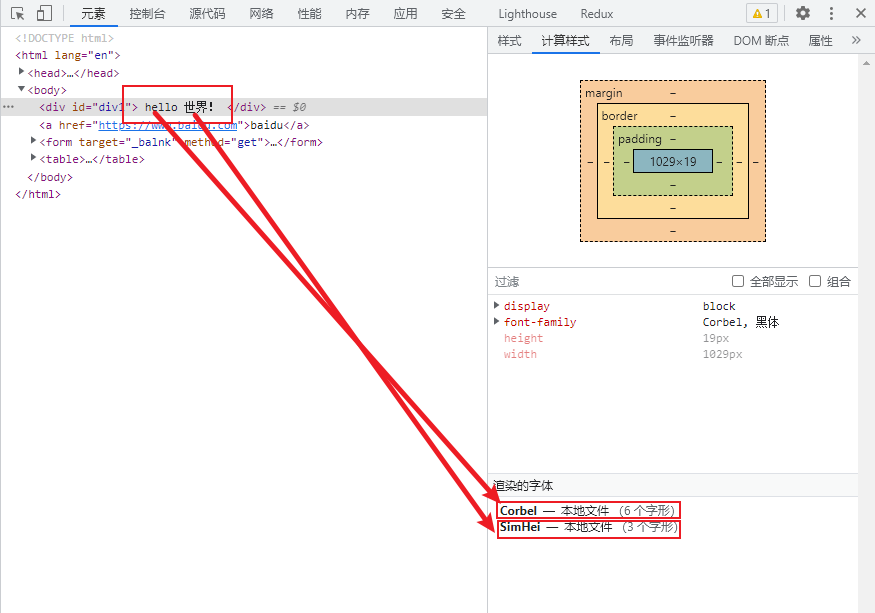 元素 控制台 源代码 网络 性能 内存 应用 安全 Lighthouse Redux 1
<!DOCTYPE html>
<html lang="en">
<head>…</head>
<body>
<div id="div1"> hello 世界! </div> == $0
<a href="https://www.baidu.com">baidu</a>
<form target="_balnk" method="get">…</form>
<table>…</table>
</body>
</html>
样式 计算样式 布局 事件监听器 DOM 断点 属性 »
margin –
border –
padding –
– – – 1029×19 – – –
–
–
–
过滤 全部显示 组合
display block
font-family Corbel, 黑体
height 19px
width 1029px
渲染的字体
Corbel — 本地文件 (6 个字形)
SimHei — 本地文件 (3 个字形)